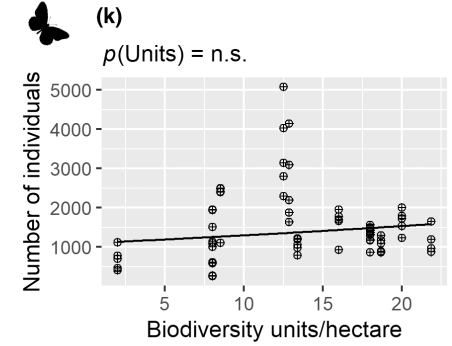 (k)
p(Units) = n.s.
Number of individuals
5000
4000
3000
2000
1000
5 10 15 20
Biodiversity units/hectare